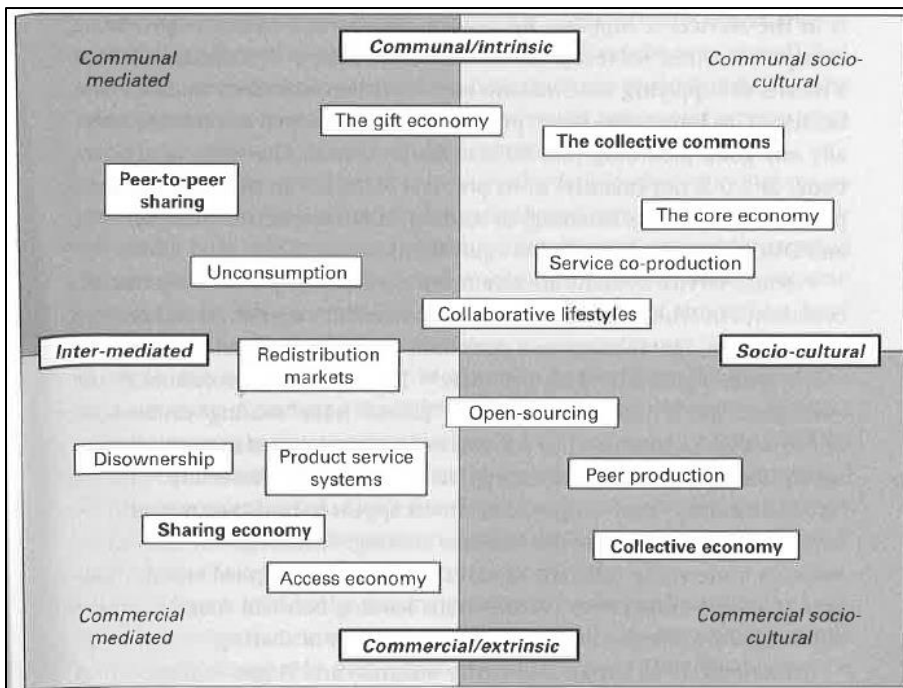 Communal
mediated
Communal/intrinsic
Communal socio-
cultural
The gift economy
The collective commons
Peer-to-peer
sharing
The core economy
Unconsumption
Service co-production
Collaborative lifestyles
Inter-mediated
Redistribution
markets
Socio-cultural
Open-sourcing
Disownership
Product service
systems
Peer production
Sharing economy
Collective economy
Access economy
Commercial
mediated
Commercial/extrinsic
Commercial socio-
cultural